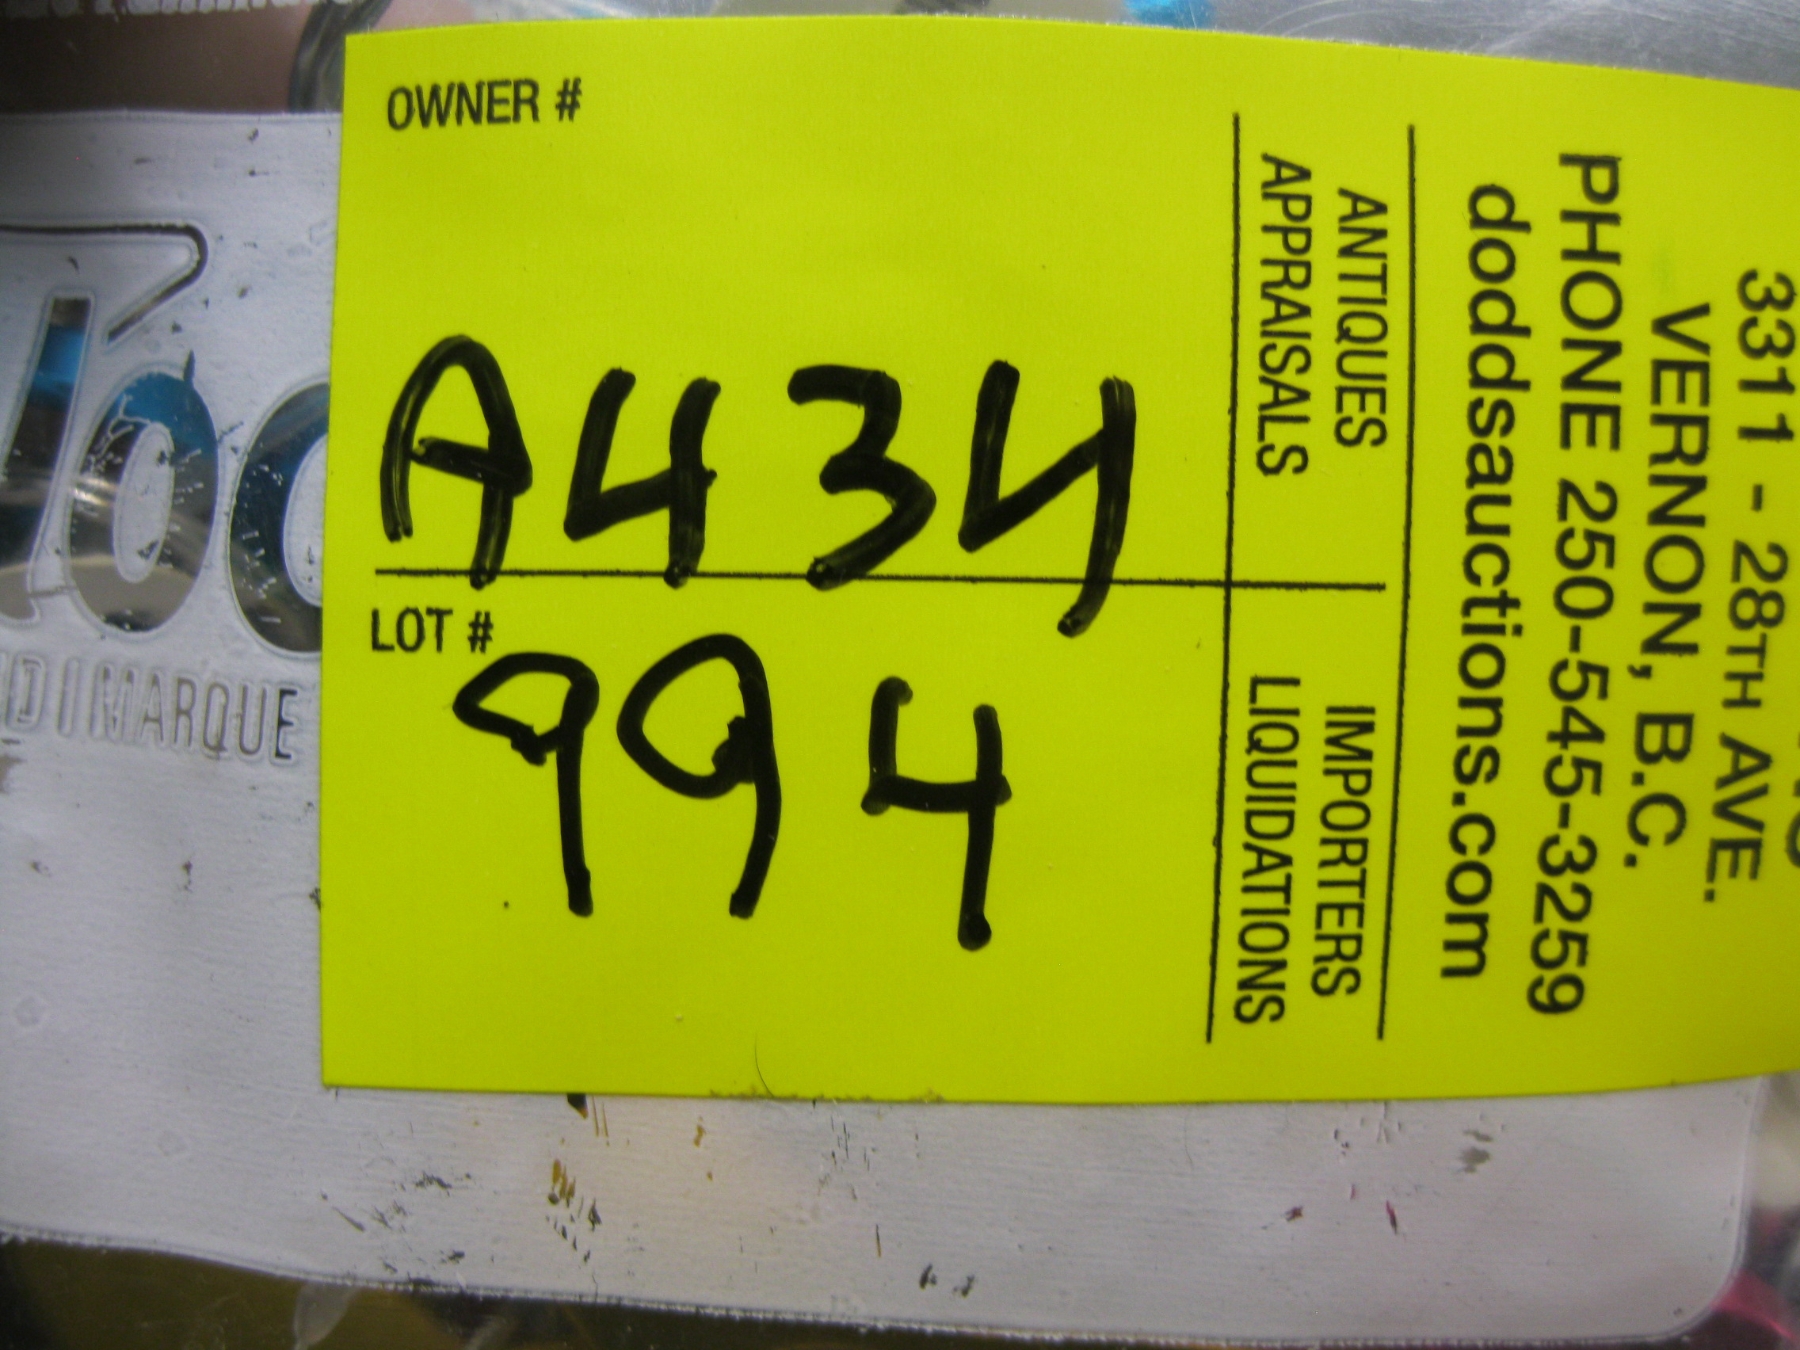 OWNER #
A434
LOT #
994
ANTIQUES
APPRAISALS
IMPORTERS
LIQUIDATIONS
3311 - 28TH AVE.
VERNON, B.C.
PHONE 250-545-3259
doddsauctions.com
DIMARQUE